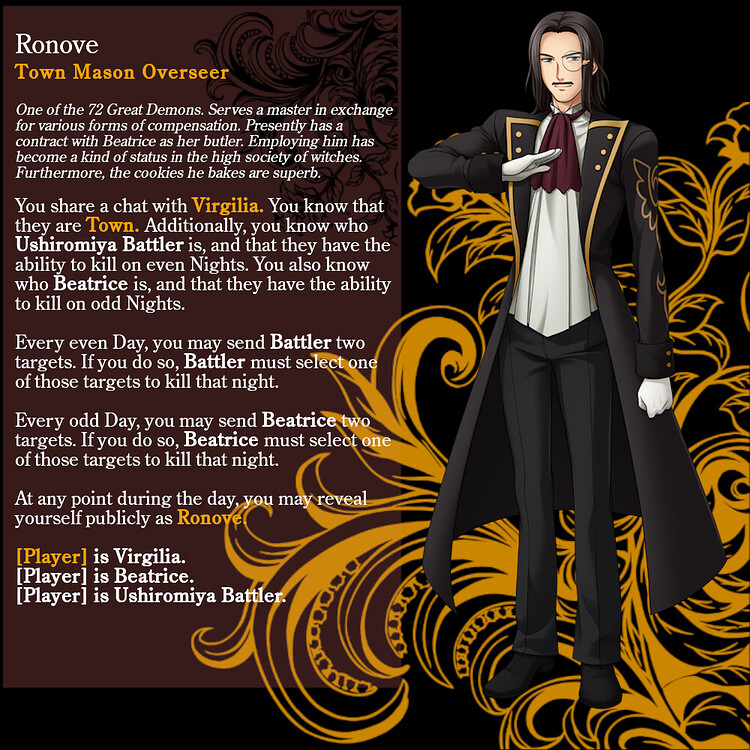 Ronove
Town Mason Overseer
One of the 72 Great Demons. Serves a master in exchange
for various forms of compensation. Presently has a
contract with Beatrice as her butler. Employing him has
become a kind of status in the high society of witches.
Furthermore, the cookies he bakes are superb.
You share a chat with Virgilia. You know that
they are Town. Additionally, you know who
Ushiromiya Battler is, and that they have the
ability to kill on even Nights. You also know
who Beatrice is, and that they have the ability
to kill on odd Nights.
Every even Day, you may send Battler two
targets. If you do so, Battler must select one
of those targets to kill that night.
Every odd Day, you may send Beatrice two
targets. If you do so, Beatrice must select one
of those targets to kill that night.
At any point during the day, you may reveal
yourself publicly as Ronove.
[Player] is Virgilia.
[Player] is Beatrice.
[Player] is Ushiromiya Battler.